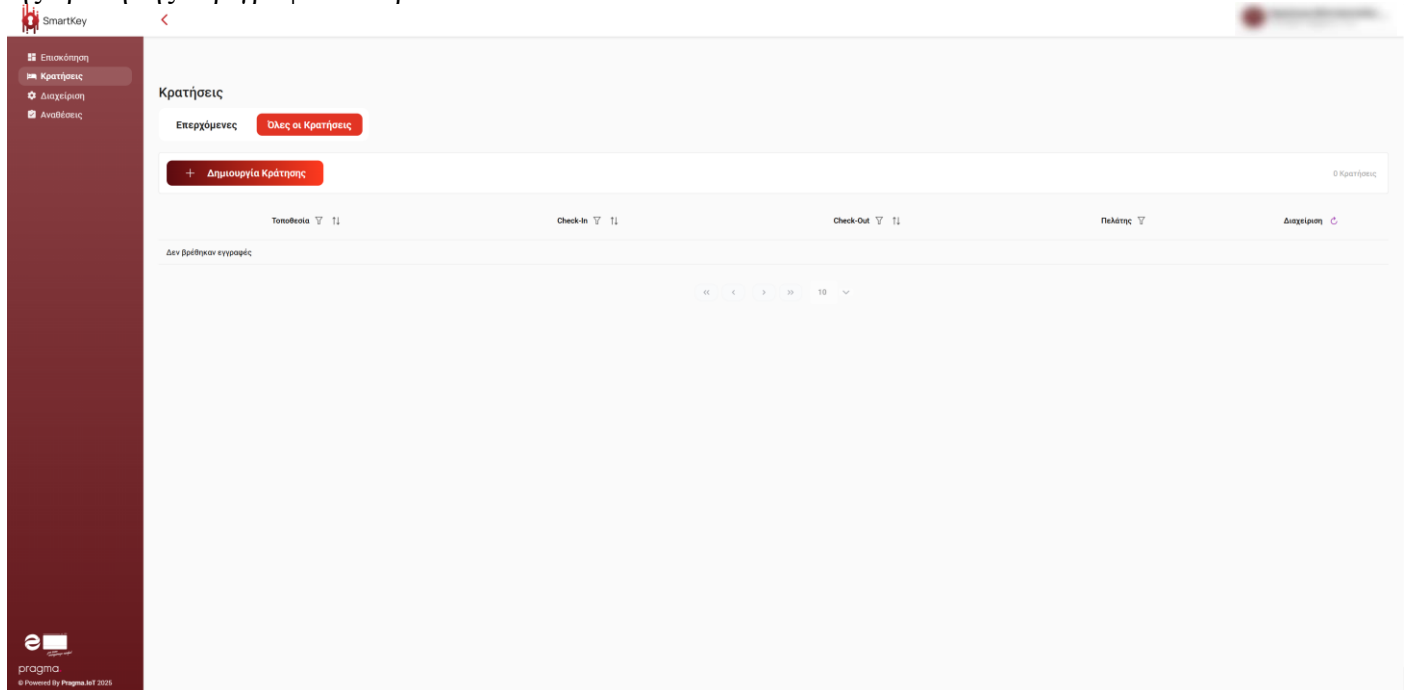 SmartKey
Επισκόπηση
Κρατήσεις
Διαχείριση
Αναθέσεις
Κρατήσεις
Επερχόμενες Όλες οι Κρατήσεις
+ Δημιουργία Κράτησης 0 Κρατήσεις
Τοποθεσία Check-In Check-Out Πελάτης Διαχείριση
Δεν βρέθηκαν εγγραφές
« ‹ › » 10
pragma
© Powered By Pragma.IoT 2025